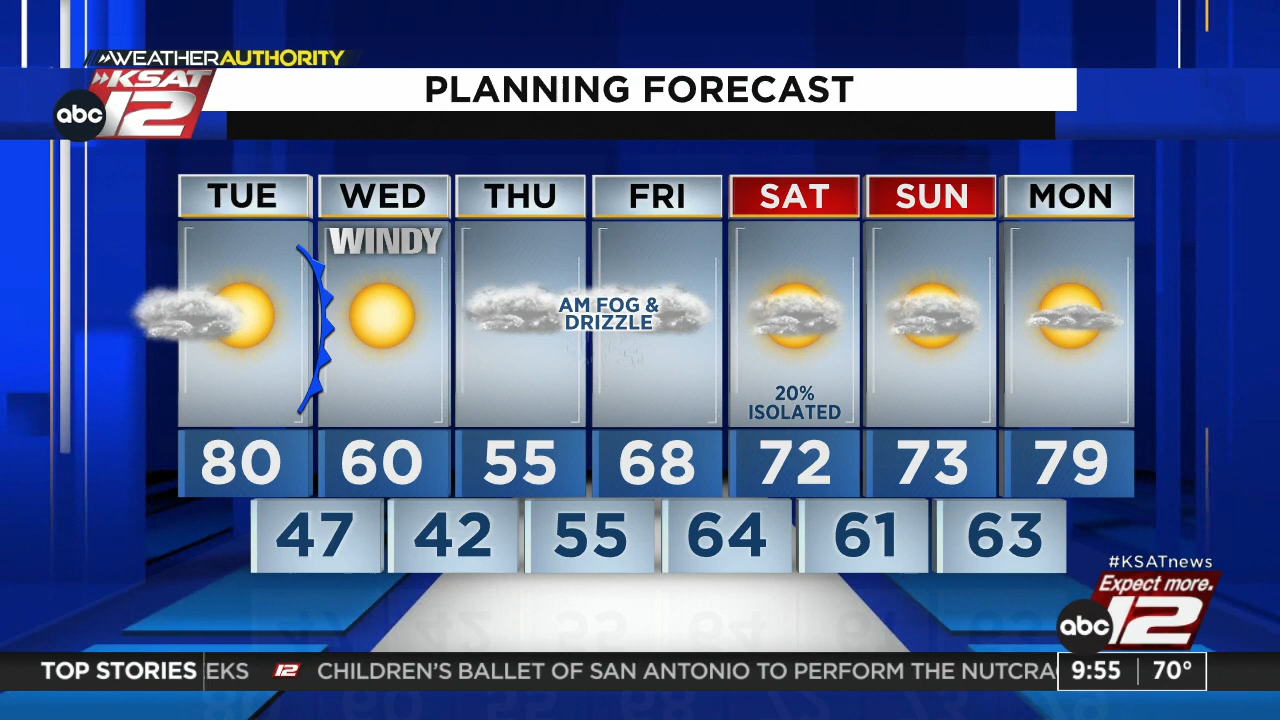 WEATHERAUTHORITY
KSAT
abc 12
PLANNING FORECAST
TUE WED THU FRI SAT SUN MON
WINDY
AM FOG &
DRIZZLE
20%
ISOLATED
80 60 55 68 72 73 79
47 42 55 64 61 63
#KSATnews
Expect more.
abc 12
TOP STORIES EKS 12 CHILDREN'S BALLET OF SAN ANTONIO TO PERFORM THE NUTCRA 9:55 70°